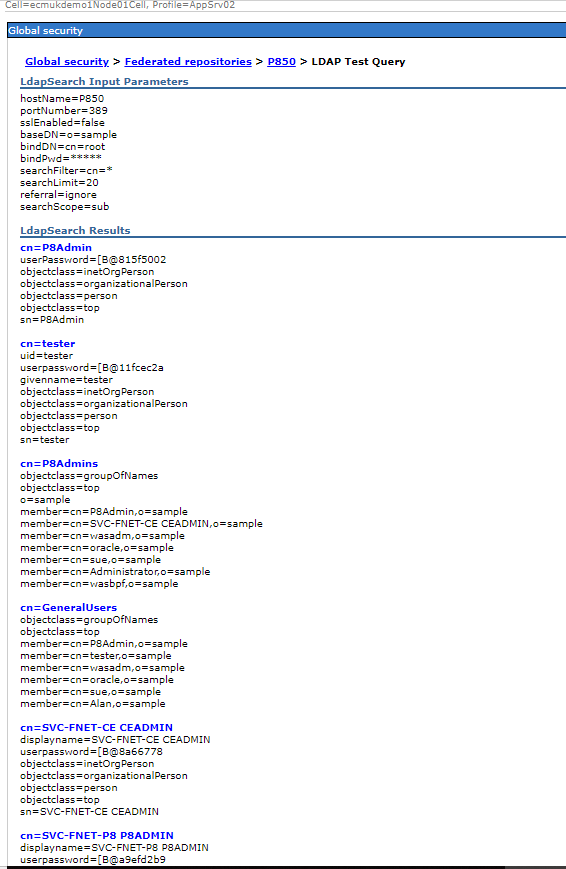 Cell=ecmukdemo1Node01Cell, Profile=AppSrv02
Global security
Global security > Federated repositories > P850 > LDAP Test Query
LdapSearch Input Parameters
hostName=P850
portNumber=389
sslEnabled=false
baseDN=o=sample
bindDN=cn=root
bindPwd=*****
searchFilter=cn=*
searchLimit=20
referral=ignore
searchScope=sub
LdapSearch Results
cn=P8Admin
userPassword=[B@815f5002
objectclass=inetOrgPerson
objectclass=organizationalPerson
objectclass=person
objectclass=top
sn=P8Admin
cn=tester
uid=tester
userpassword=[B@11fcec2a
givenname=tester
objectclass=inetOrgPerson
objectclass=organizationalPerson
objectclass=person
objectclass=top
sn=tester
cn=P8Admins
objectclass=groupOfNames
objectclass=top
o=sample
member=cn=P8Admin,o=sample
member=cn=SVC-FNET-CE CEADMIN,o=sample
member=cn=wasadm,o=sample
member=cn=oracle,o=sample
member=cn=sue,o=sample
member=cn=Administrator,o=sample
member=cn=wasbpf,o=sample
cn=GeneralUsers
objectclass=groupOfNames
objectclass=top
member=cn=P8Admin,o=sample
member=cn=tester,o=sample
member=cn=wasadm,o=sample
member=cn=oracle,o=sample
member=cn=sue,o=sample
member=cn=Alan,o=sample
cn=SVC-FNET-CE CEADMIN
displayname=SVC-FNET-CE CEADMIN
userpassword=[B@8a66778
objectclass=inetOrgPerson
objectclass=organizationalPerson
objectclass=person
objectclass=top
sn=SVC-FNET-CE CEADMIN
cn=SVC-FNET-P8 P8ADMIN
displayname=SVC-FNET-P8 P8ADMIN
userpassword=[B@a9efd2b9